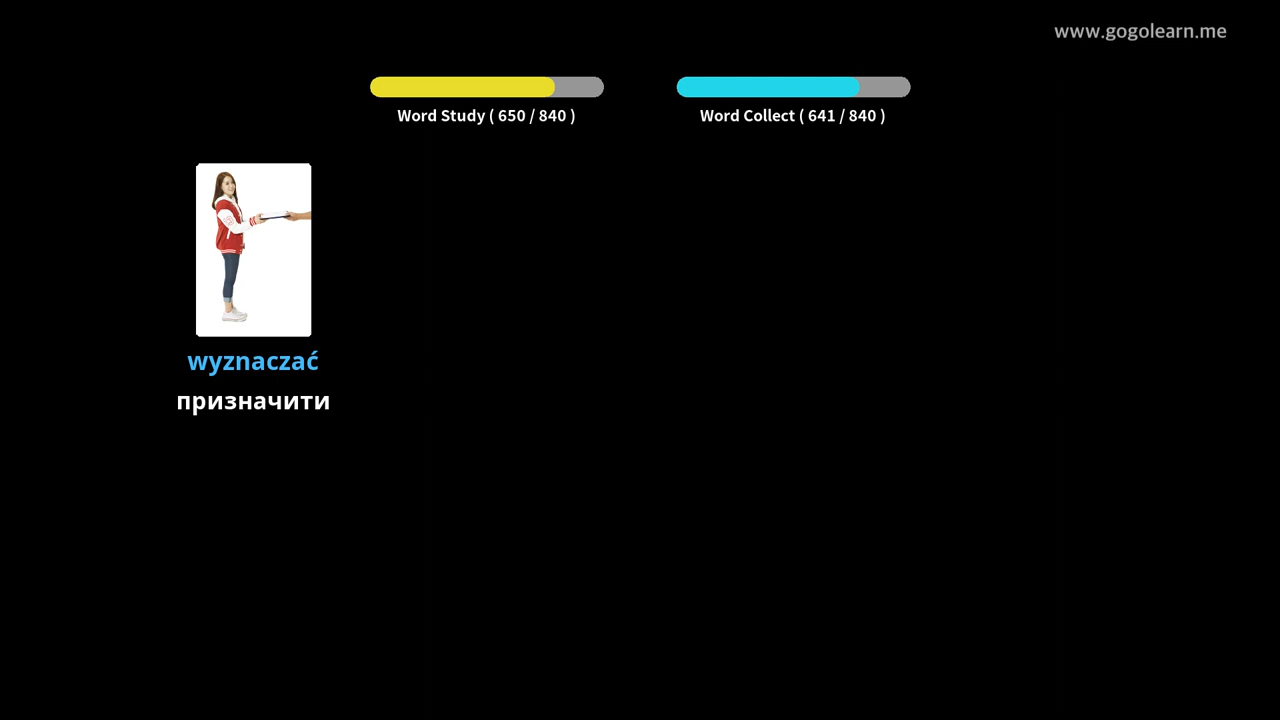 www.gogolearn.me
Word Study ( 650 / 840 )
Word Collect ( 641 / 840 )
wyznaczać
призначити